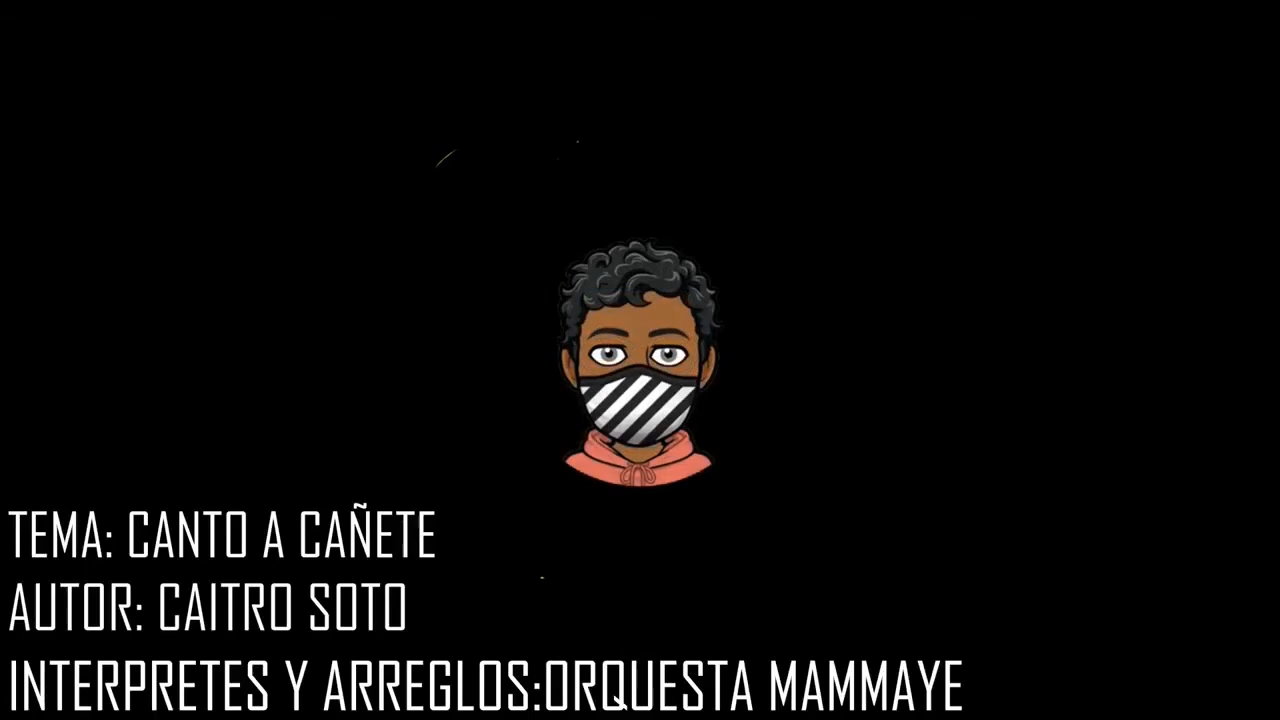 TEMA: CANTO A CAÑETE
AUTOR: CAITRO SOTO
INTERPRETES Y ARREGLOS:ORQUESTA MAMMAYE